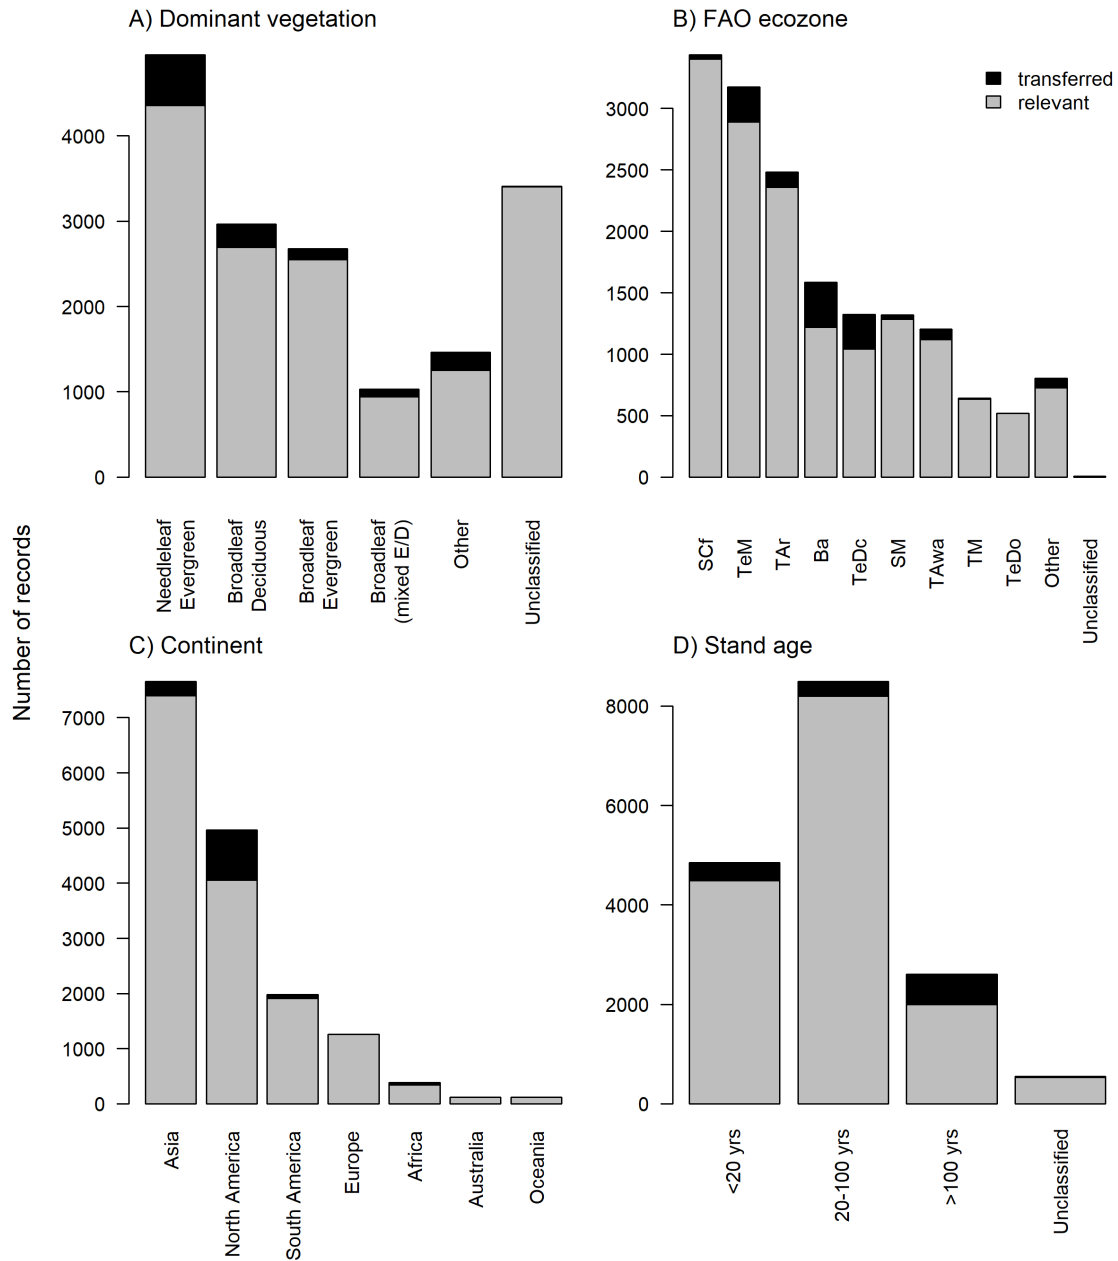 A) Dominant vegetation
4000
3000
2000
1000
0
Needleleaf
Evergreen
Broadleaf
Deciduous
Broadleaf
Evergreen
Broadleaf
(mixed E/D)
Other
Unclassified
B) FAO ecozone
transferred
relevant
3000
2500
2000
1500
1000
500
0
SCf
TeM
TAr
Ba
TeDc
SM
TAwa
TM
TeDo
Other
Unclassified
Number of records
C) Continent
7000
6000
5000
4000
3000
2000
1000
0
Asia
North America
South America
Europe
Africa
Australia
Oceania
D) Stand age
8000
6000
4000
2000
0
<20 yrs
20-100 yrs
>100 yrs
Unclassified